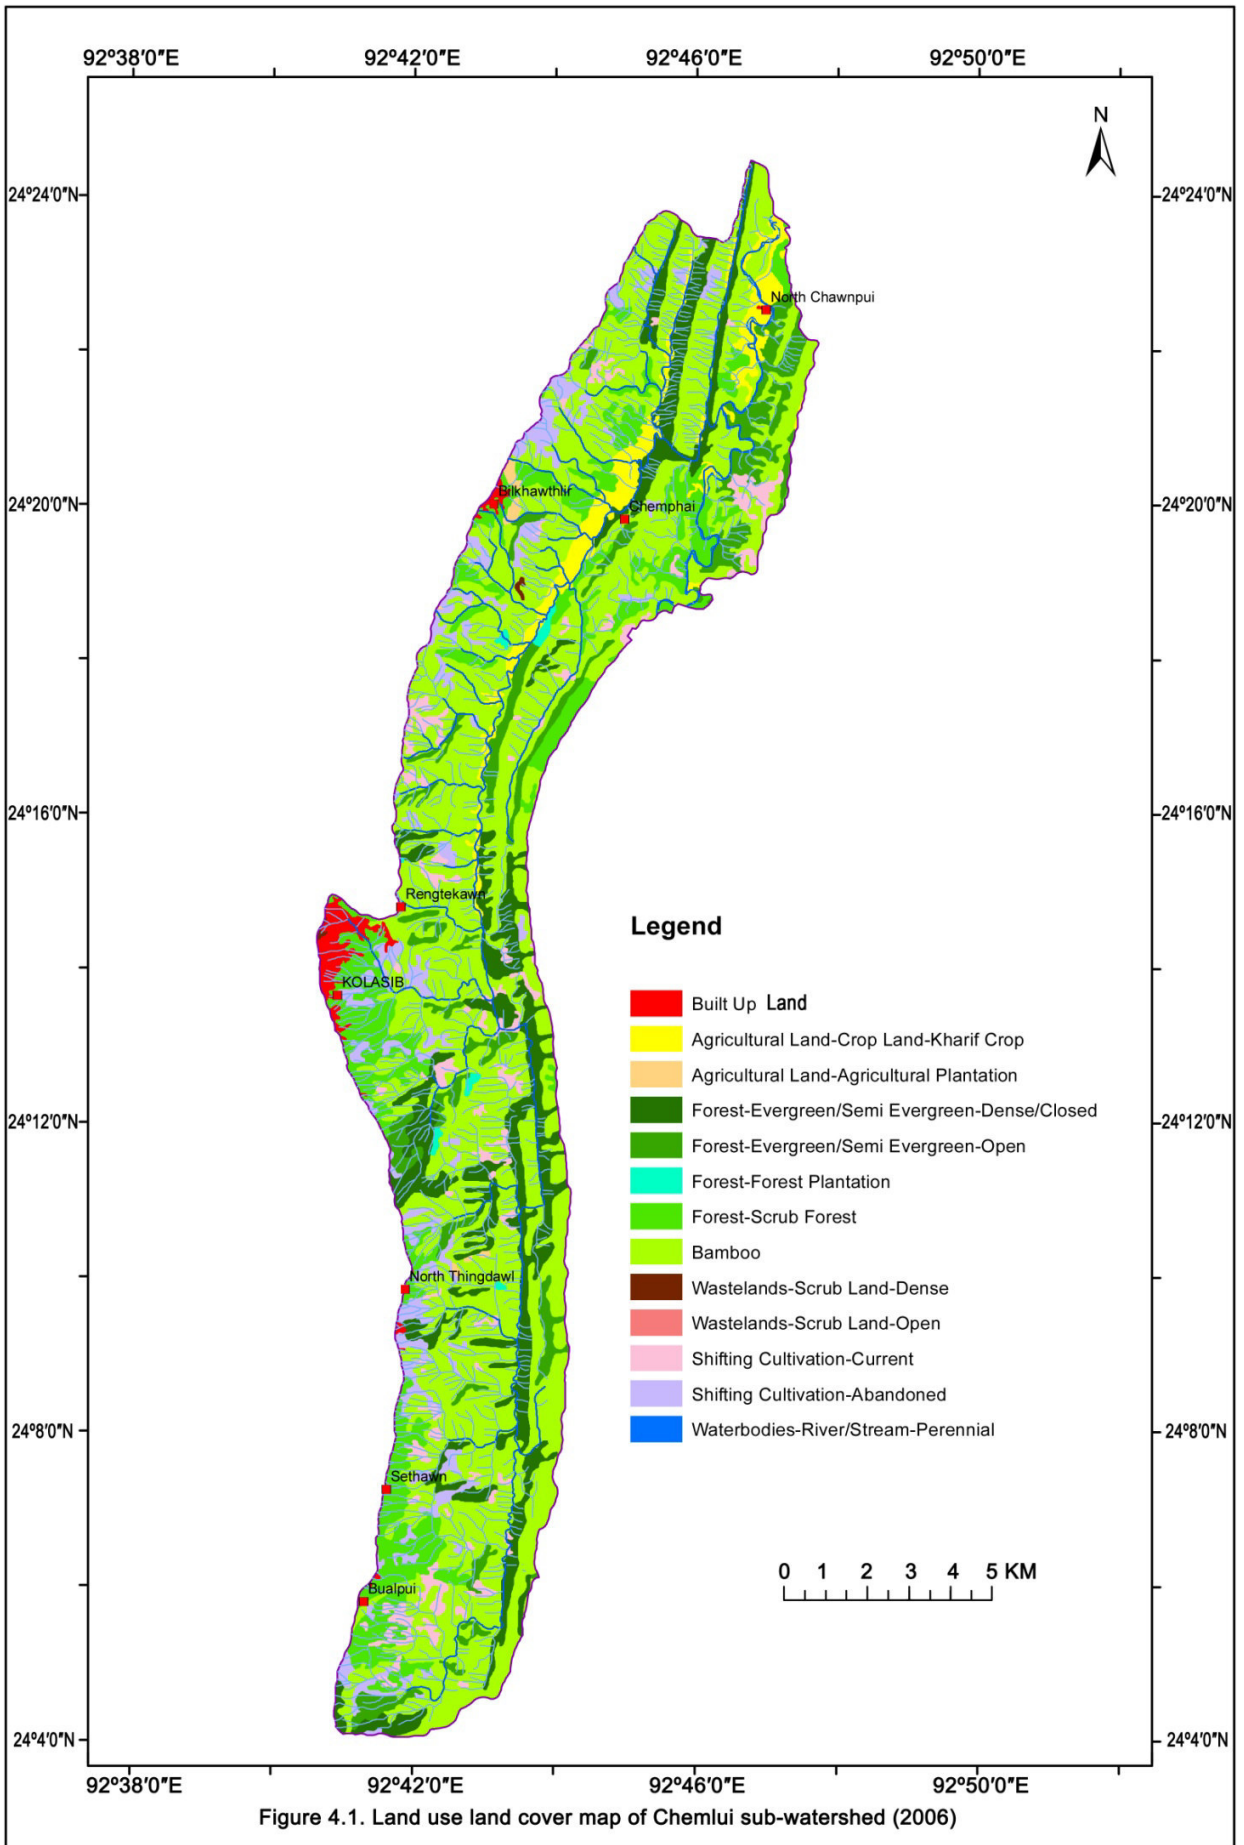 92°38'0"E 92°42'0"E 92°46'0"E 92°50'0"E
N
24°24'0"N 24°24'0"N
North Chawnpui
Bilkhawthlir
24°20'0"N 24°20'0"N
Chemphai
24°16'0"N 24°16'0"N
Rengtekawn
Legend
KOLASIB
Built Up Land
Agricultural Land-Crop Land-Kharif Crop
Agricultural Land-Agricultural Plantation
Forest-Evergreen/Semi Evergreen-Dense/Closed
24°12'0"N 24°12'0"N
Forest-Evergreen/Semi Evergreen-Open
Forest-Forest Plantation
Forest-Scrub Forest
Bamboo
North Thingdawl
Wastelands-Scrub Land-Dense
Wastelands-Scrub Land-Open
Shifting Cultivation-Current
Shifting Cultivation-Abandoned
Waterbodies-River/Stream-Perennial
24°8'0"N 24°8'0"N
Sethawn
0 1 2 3 4 5 KM
Bualpui
24°4'0"N 24°4'0"N
92°38'0"E 92°42'0"E 92°46'0"E 92°50'0"E
Figure 4.1. Land use land cover map of Chemlui sub-watershed (2006)